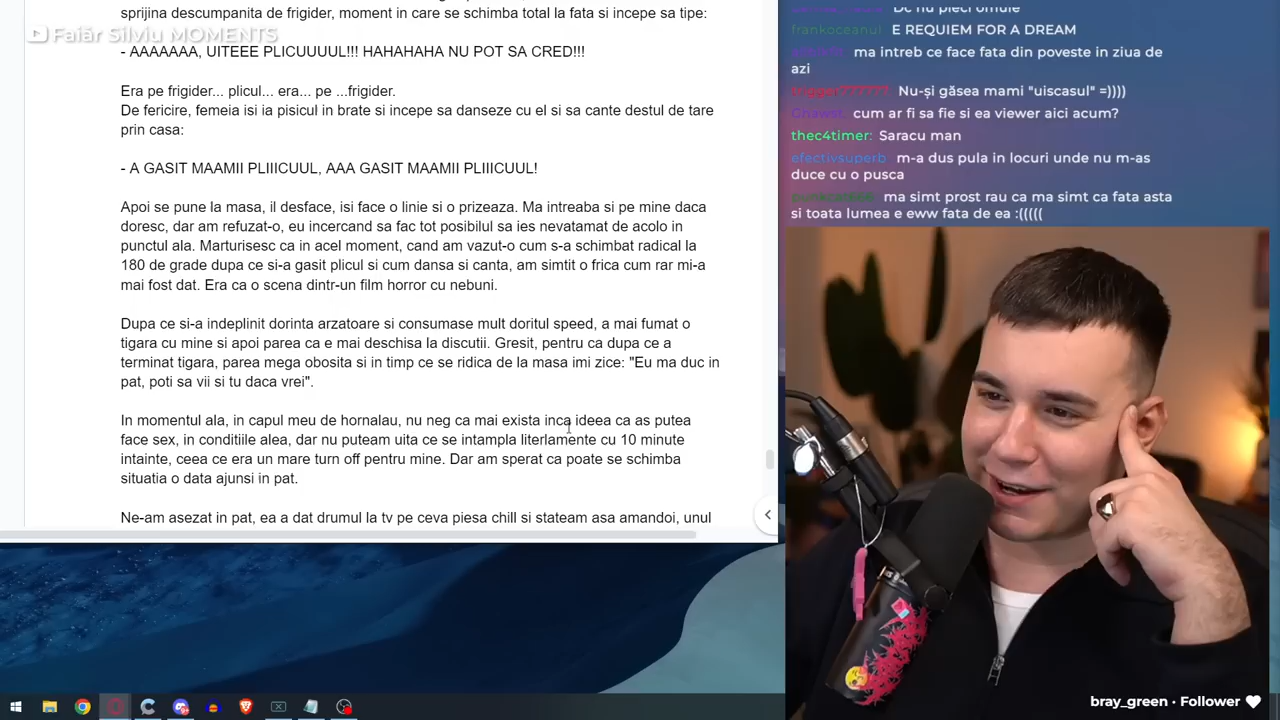 sprijina descumpanita de frigider, moment in care se schimba total la fata si incepe sa tipe:
Faiăr Silviu MOMENTS
- AAAAAAA, UITEEE PLICUUUUL!!! HAHAHAHA NU POT SA CRED!!!
Era pe frigider... plicul... era... pe ...frigider.
De fericire, femeia isi ia pisicul in brate si incepe sa danseze cu el si sa cante destul de tare
prin casa:
- A GASIT MAAMII PLIIICUUL, AAA GASIT MAAMII PLIIICUUL!
Apoi se pune la masa, il desface, isi face o linie si o prizeaza. Ma intreaba si pe mine daca
doresc, dar am refuzat-o, eu incercand sa fac tot posibilul sa ies nevatamat de acolo in
punctul ala. Marturisesc ca in acel moment, cand am vazut-o cum s-a schimbat radical la
180 de grade dupa ce si-a gasit plicul si cum dansa si canta, am simtit o frica cum rar mi-a
mai fost dat. Era ca o scena dintr-un film horror cu nebuni.
Dupa ce si-a indeplinit dorinta arzatoare si consumase mult doritul speed, a mai fumat o
tigara cu mine si apoi parea ca e mai deschisa la discutii. Gresit, pentru ca dupa ce a
terminat tigara, parea mega obosita si in timp ce se ridica de la masa imi zice: "Eu ma duc in
pat, poti sa vii si tu daca vrei".
In momentul ala, in capul meu de hornalau, nu neg ca mai exista inca ideea ca as putea
face sex, in conditiile alea, dar nu puteam uita ce se intampla literlamente cu 10 minute
intainte, ceea ce era un mare turn off pentru mine. Dar am sperat ca poate se schimba
situatia o data ajunsi in pat.
Ne-am asezat in pat, ea a dat drumul la tv pe ceva piesa chill si stateam asa amandoi, unul
Dc nu pleci omule
frankoceanul E REQUIEM FOR A DREAM
ma intreb ce face fata din poveste in ziua de
azi
trigger777777: Nu-și găsea mami "uiscasul" =))))
Gnawst: cum ar fi sa fie si ea viewer aici acum?
thec4timer: Saracu man
efectivsuperb: m-a dus pula in locuri unde nu m-as
duce cu o pusca
ma simt prost rau ca ma simt ca fata asta
si toata lumea e eww fata de ea :(((((
bray_green · Follower